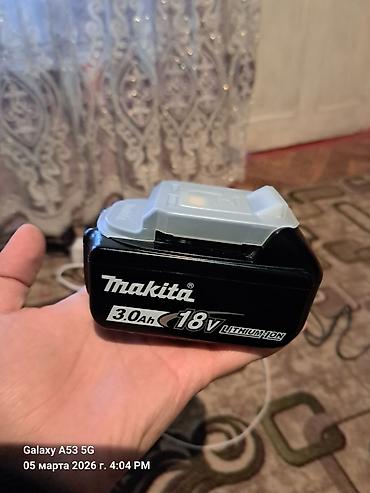 makita
3.0Ah 18V LITHIUM-ION
Galaxy A53 5G
05 марта 2026 г. 4:04 PM